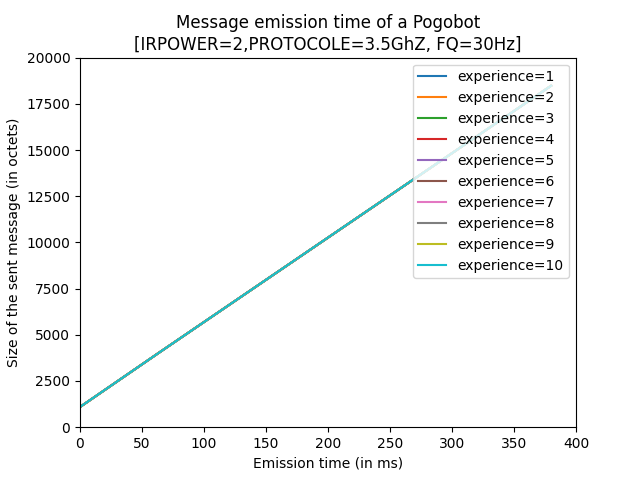 Message emission time of a Pogobot
[IRPOWER=2,PROTOCOLE=3.5GhZ, FQ=30Hz]
20000
17500
15000
12500
10000
7500
5000
2500
0
Size of the sent message (in octets)
experience=1
experience=2
experience=3
experience=4
experience=5
experience=6
experience=7
experience=8
experience=9
experience=10
0 50 100 150 200 250 300 350 400
Emission time (in ms)